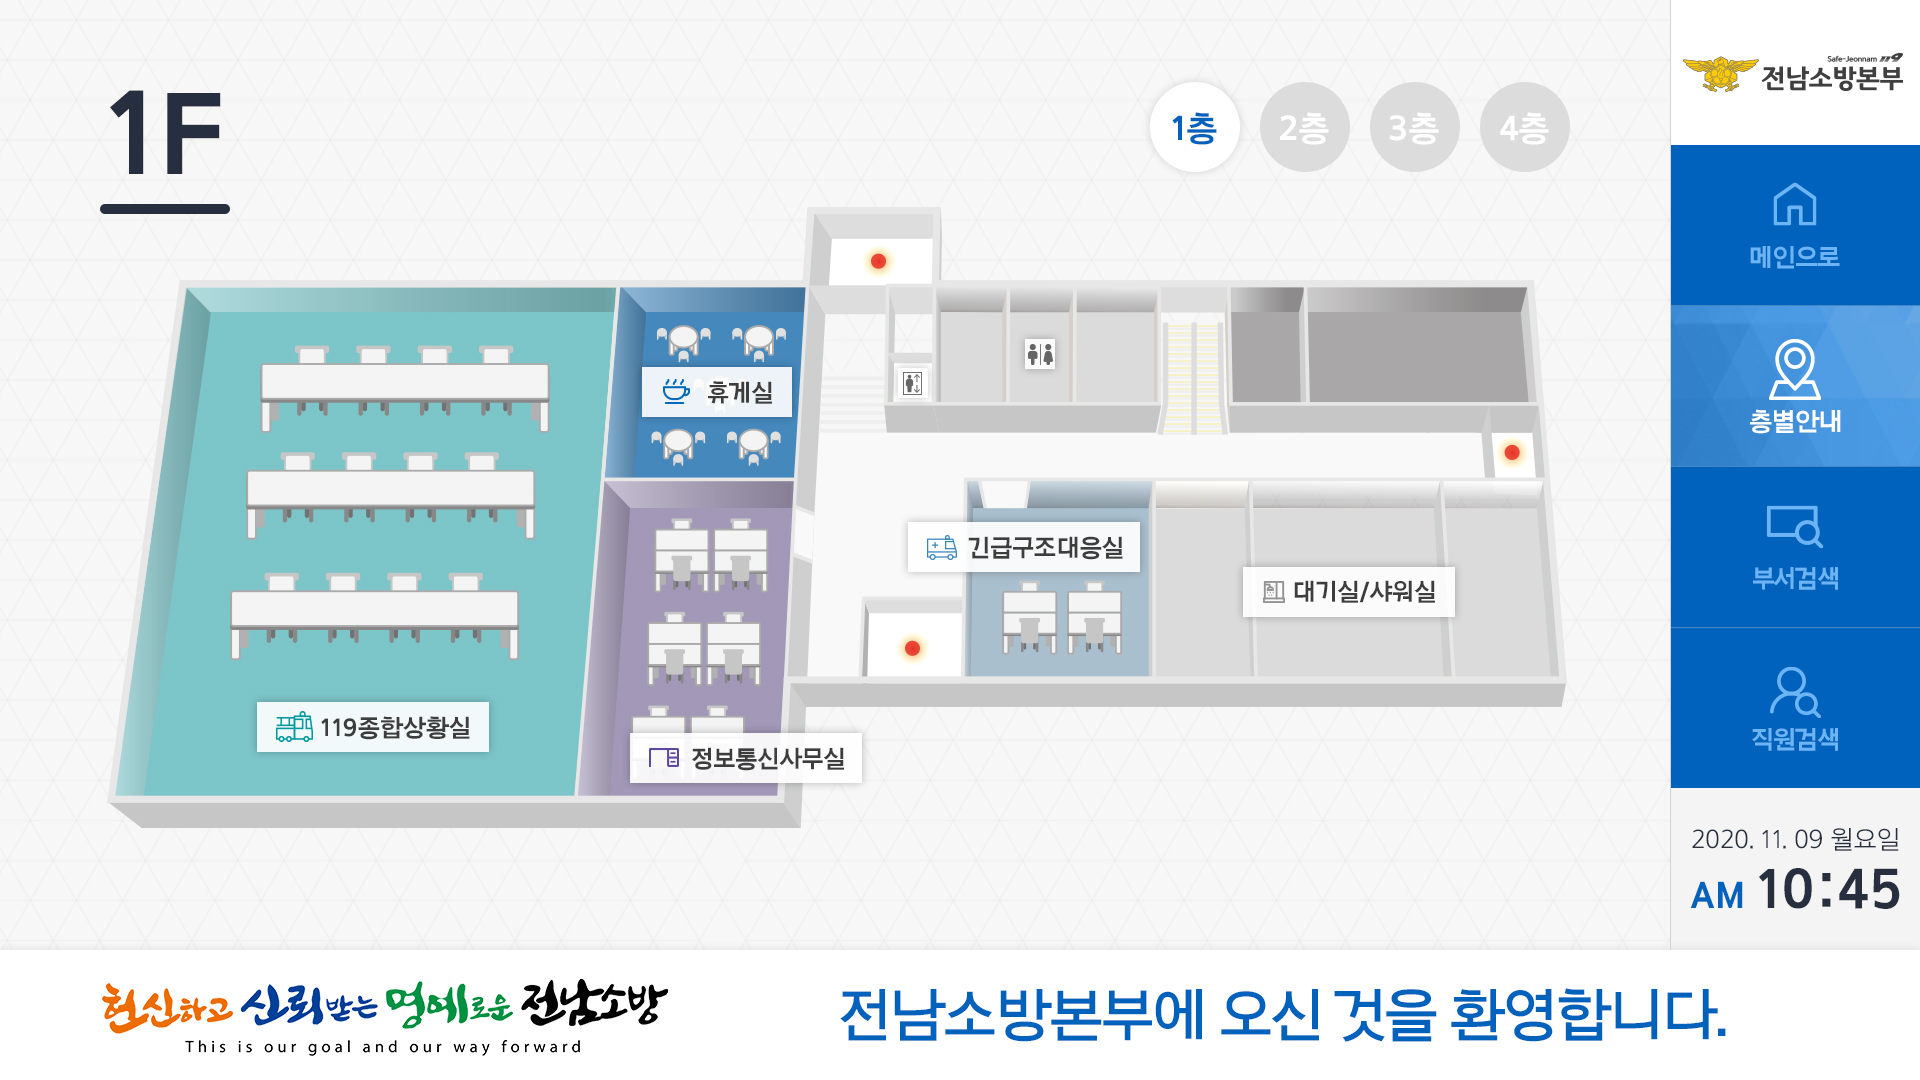 1F
1층
2층
3층
4층
Safe-Jeonnam 119
전남소방본부
메인으로
층별안내
부서검색
직원검색
휴게실
긴급구조대응실
대기실/샤워실
119종합상황실
정보통신사무실
2020. 11. 09 월요일
AM 10:45
헌신하고 신뢰받는 명예로운 전남소방
This is our goal and our way forward
전남소방본부에 오신 것을 환영합니다.